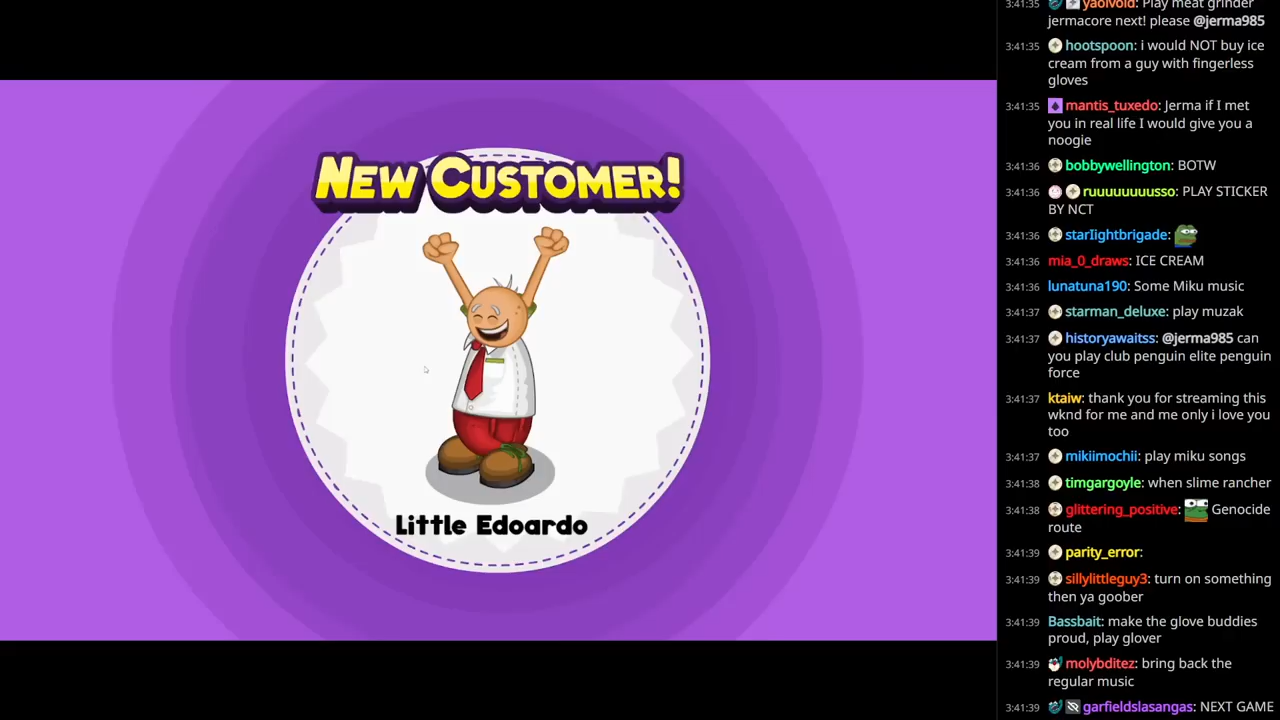 NEW CUSTOMER!
Little Edoardo
3:41:35 yaoivoid: Play meat grinder
jermacore next! please @jerma985
3:41:35 hootspoon: i would NOT buy ice
cream from a guy with fingerless
gloves
3:41:35 mantis_tuxedo: Jerma if I met
you in real life I would give you a
noogie
3:41:36 bobbywellington: BOTW
3:41:36 ruuuuuuuusso: PLAY STICKER
BY NCT
3:41:36 starIightbrigade:
3:41:36 mia_0_draws: ICE CREAM
3:41:36 lunatuna190: Some Miku music
3:41:37 starman_deluxe: play muzak
3:41:37 historyawaitss: @jerma985 can
you play club penguin elite penguin
force
3:41:37 ktaiw: thank you for streaming this
wknd for me and me only i love you
too
3:41:37 mikiimochii: play miku songs
3:41:38 timgargoyle: when slime rancher
3:41:38 glittering_positive: Genocide
route
3:41:39 parity_error:
3:41:39 sillylittleguy3: turn on something
then ya goober
3:41:39 Bassbait: make the glove buddies
proud, play glover
3:41:39 molybditez: bring back the
regular music
3:41:39 garfieldslasangas: NEXT GAME